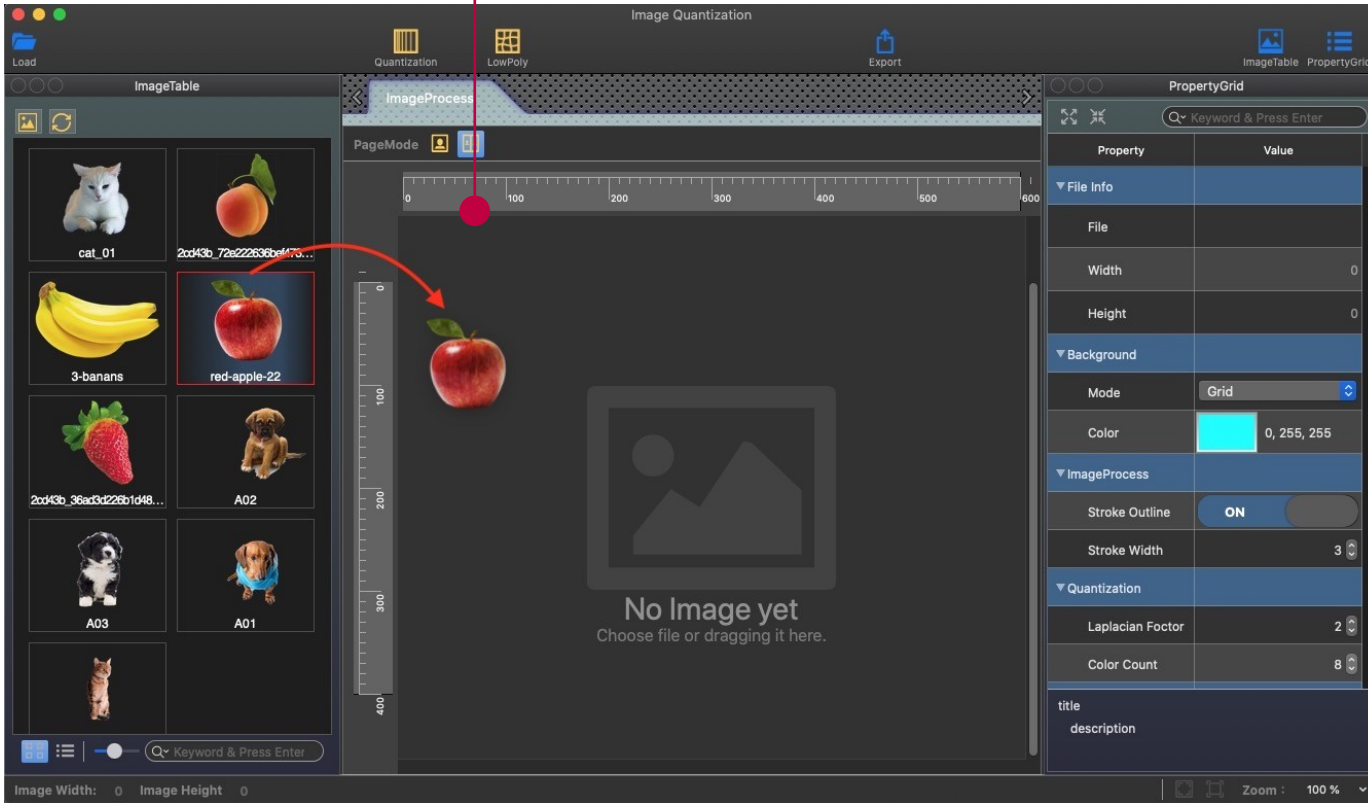 Image Quantization
Load
Quantization
LowPoly
Export
ImageTable
PropertyGrid
ImageTable
cat_01
2cd43b_72e222636bef473...
3-banans
red-apple-22
2cd43b_36ad3d226b1d48...
A02
A03
A01
Keyword & Press Enter
ImageProcess
PageMode
0 100 200 300 400 500 600
0
100
200
300
400
No Image yet
Choose file or dragging it here.
PropertyGrid
Keyword & Press Enter
Property Value
File Info
File
Width 0
Height 0
Background
Mode Grid
Color 0, 255, 255
ImageProcess
Stroke Outline ON
Stroke Width 3
Quantization
Laplacian Foctor 2
Color Count 8
title
description
Image Width: 0 Image Height 0
Zoom : 100 %